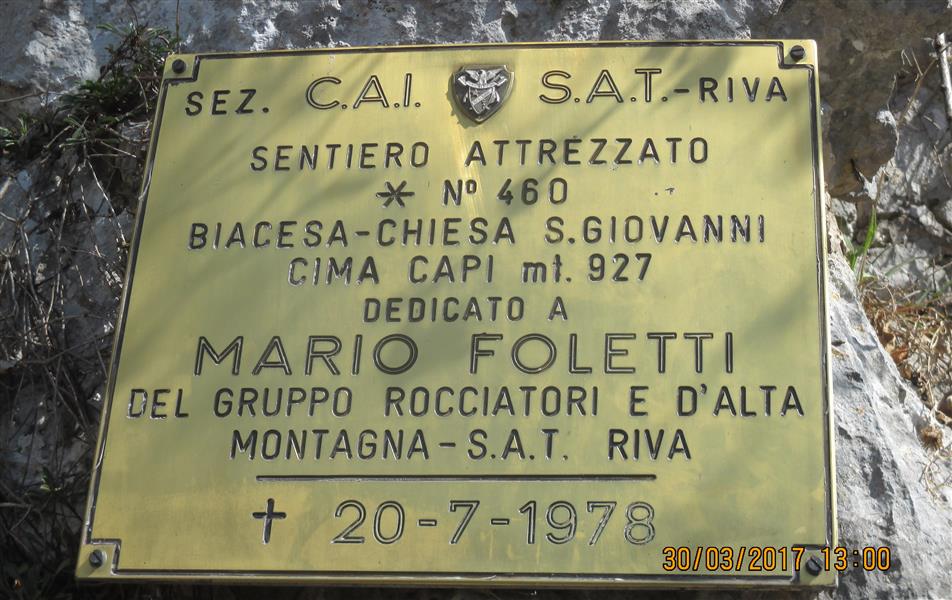 SEZ. C.A.I. S.A.T.-RIVA
SENTIERO ATTREZZATO
* Nº 460
BIACESA-CHIESA S.GIOVANNI
CIMA CAPI mt. 927
DEDICATO A
MARIO FOLETTI
DEL GRUPPO ROCCIATORI E D'ALTA
MONTAGNA-S.A.T. RIVA
† 20-7-1978
30/03/2017 13:00